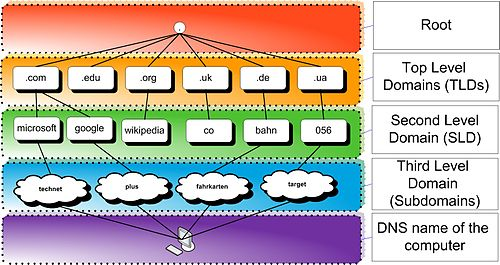 .
Root
.com
.edu
.org
.uk
.de
.ua
Top Level
Domains (TLDs)
microsoft
google
wikipedia
co
bahn
056
Second Level
Domain (SLD)
technet
plus
fahrkarten
target
Third Level
Domain
(Subdomains)
DNS name of the
computer